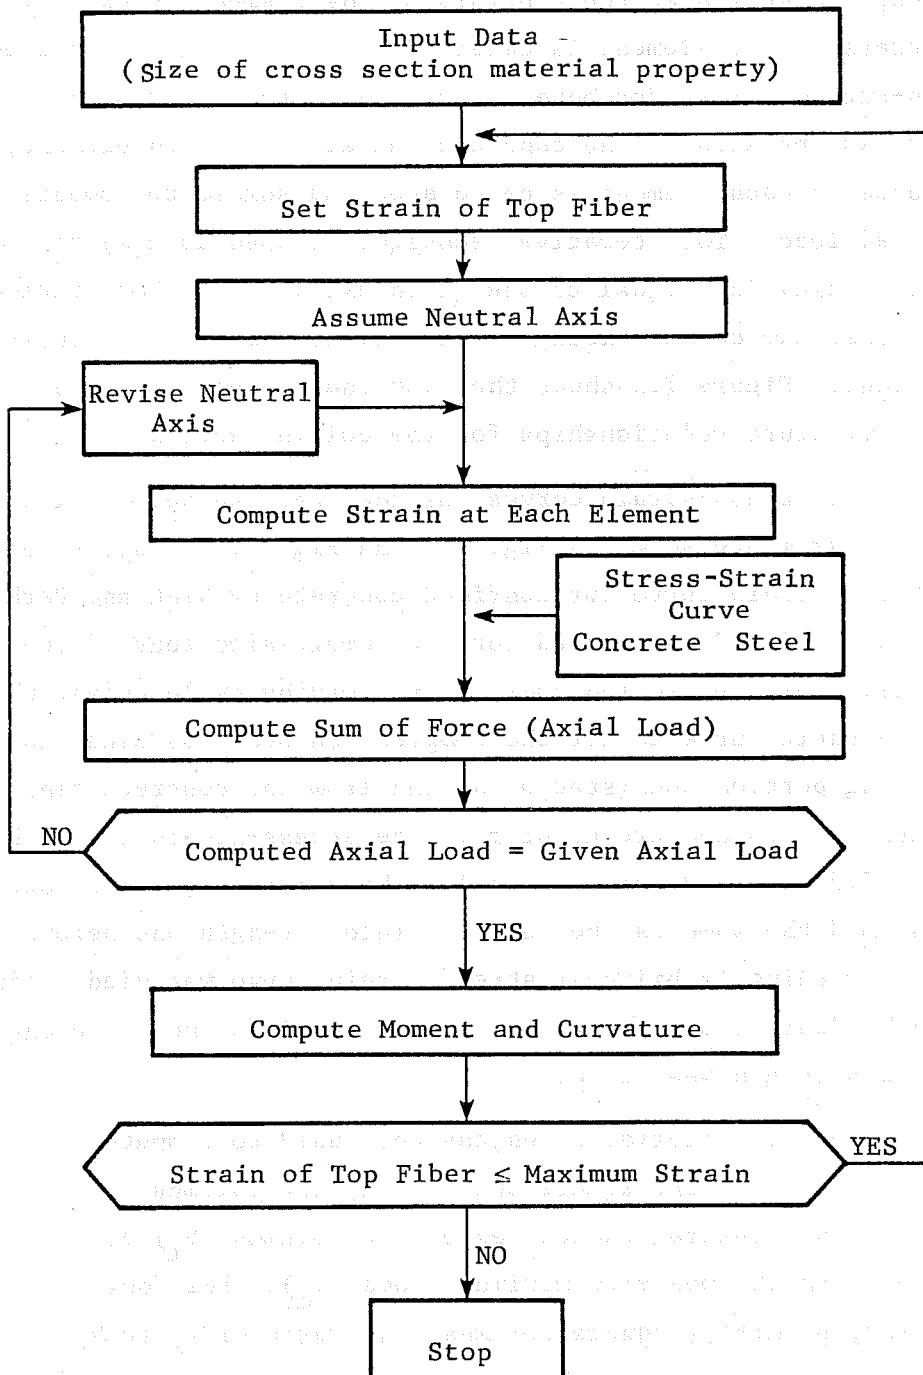 Input Data -
(Size of cross section material property)
Set Strain of Top Fiber
Assume Neutral Axis
Revise Neutral
Axis
Compute Strain at Each Element
Stress-Strain
Curve
Concrete Steel
Compute Sum of Force (Axial Load)
NO
Computed Axial Load = Given Axial Load
YES
Compute Moment and Curvature
YES
Strain of Top Fiber ≤ Maximum Strain
NO
Stop